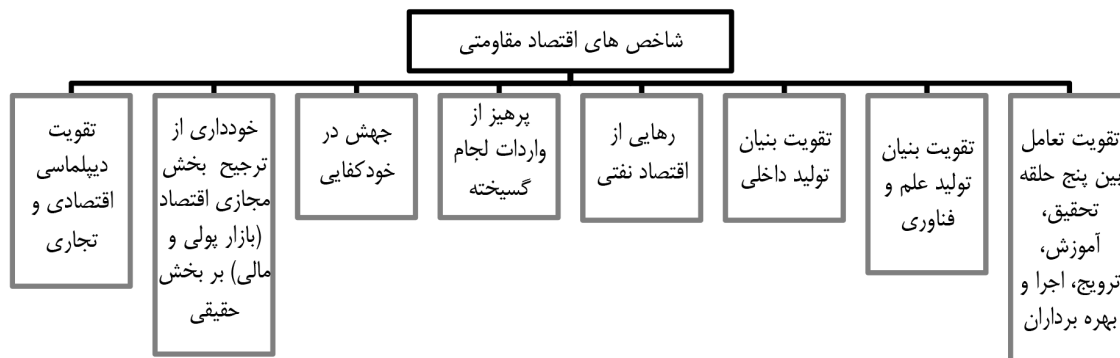 شاخص های اقتصاد مقاومتی
تقویت تعامل
بین پنج حلقه
تحقیق،
آموزش،
ترویج، اجرا و
بهره برداران
تقویت بنیان
تولید علم و
فناوری
تقویت بنیان
تولید داخلی
رهایی از
اقتصاد نفتی
پرهیز از
واردات لجام
گسیخته
جهش در
خودکفایی
خودداری از
ترجیح بخش
مجازی اقتصاد
(بازار پولی و
مالی) بر بخش
حقیقی
تقویت
دیپلماسی
اقتصادی و
تجاری